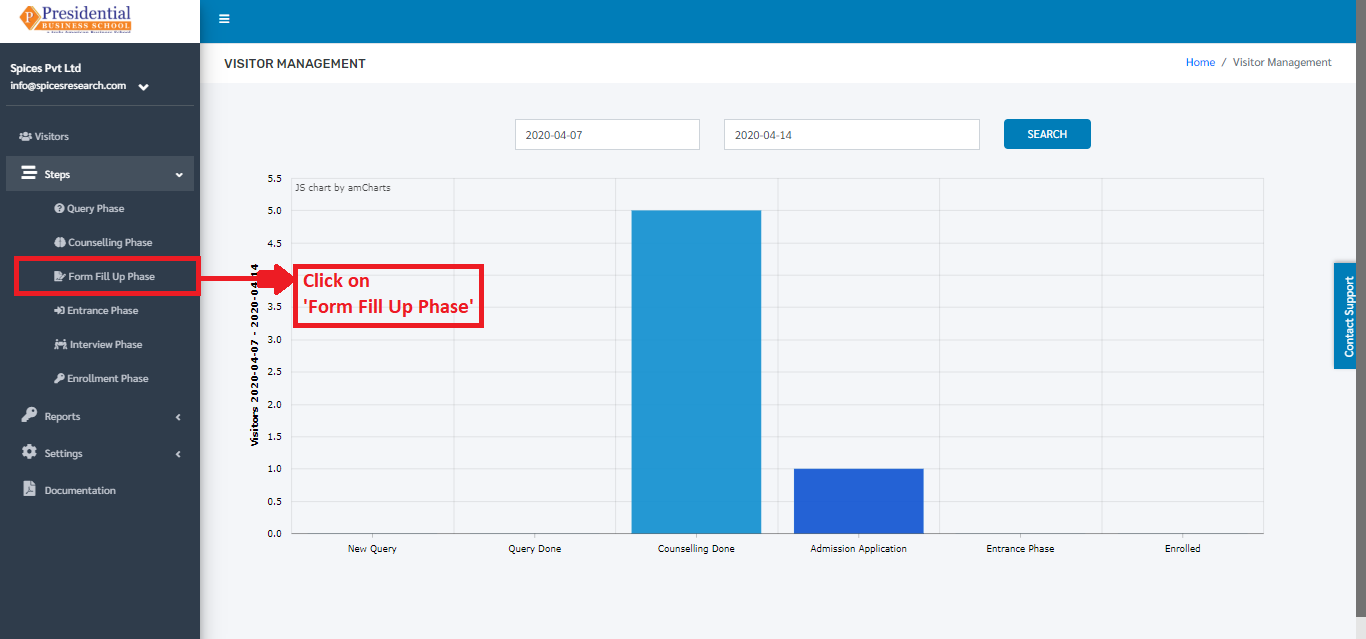 P Presidential
BUSINESS SCHOOL
a Indo American Business School
Spices Pvt Ltd
info@spicesresearch.com
Visitors
Steps
Query Phase
Counselling Phase
Form Fill Up Phase
Entrance Phase
Interview Phase
Enrollment Phase
Reports
Settings
Documentation
VISITOR MANAGEMENT
Home / Visitor Management
2020-04-07
2020-04-14
SEARCH
JS chart by amCharts
5.5
5.0
4.5
3.5
3.0
2.5
2.0
1.5
1.0
0.5
0.0
Visitors 2020-04-07 - 2020-04-14
Click on
'Form Fill Up Phase'
New Query
Query Done
Counselling Done
Admission Application
Entrance Phase
Enrolled
Contact Support